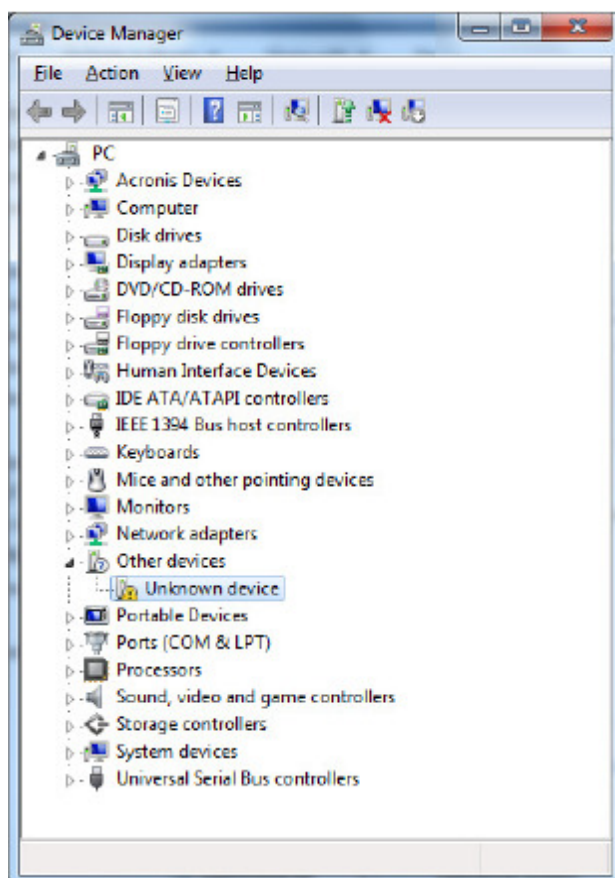 Device Manager
File Action View Help
PC
Acronis Devices
Computer
Disk drives
Display adapters
DVD/CD-ROM drives
Floppy disk drives
Floppy drive controllers
Human Interface Devices
IDE ATA/ATAPI controllers
IEEE 1394 Bus host controllers
Keyboards
Mice and other pointing devices
Monitors
Network adapters
Other devices
Unknown device
Portable Devices
Ports (COM & LPT)
Processors
Sound, video and game controllers
Storage controllers
System devices
Universal Serial Bus controllers